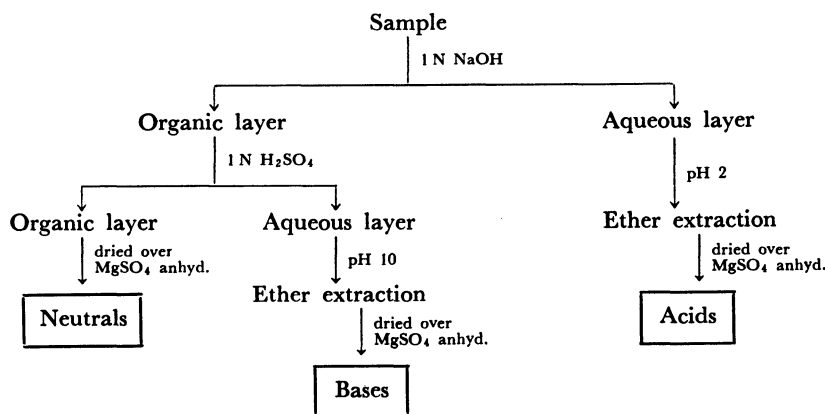 Sample
1 N NaOH
Organic layer
Aqueous layer
1 N H₂SO₄
pH 2
Organic layer
Aqueous layer
Ether extraction
dried over
MgSO₄ anhyd.
pH 10
dried over
MgSO₄ anhyd.
Neutrals
Ether extraction
Acids
dried over
MgSO₄ anhyd.
Bases